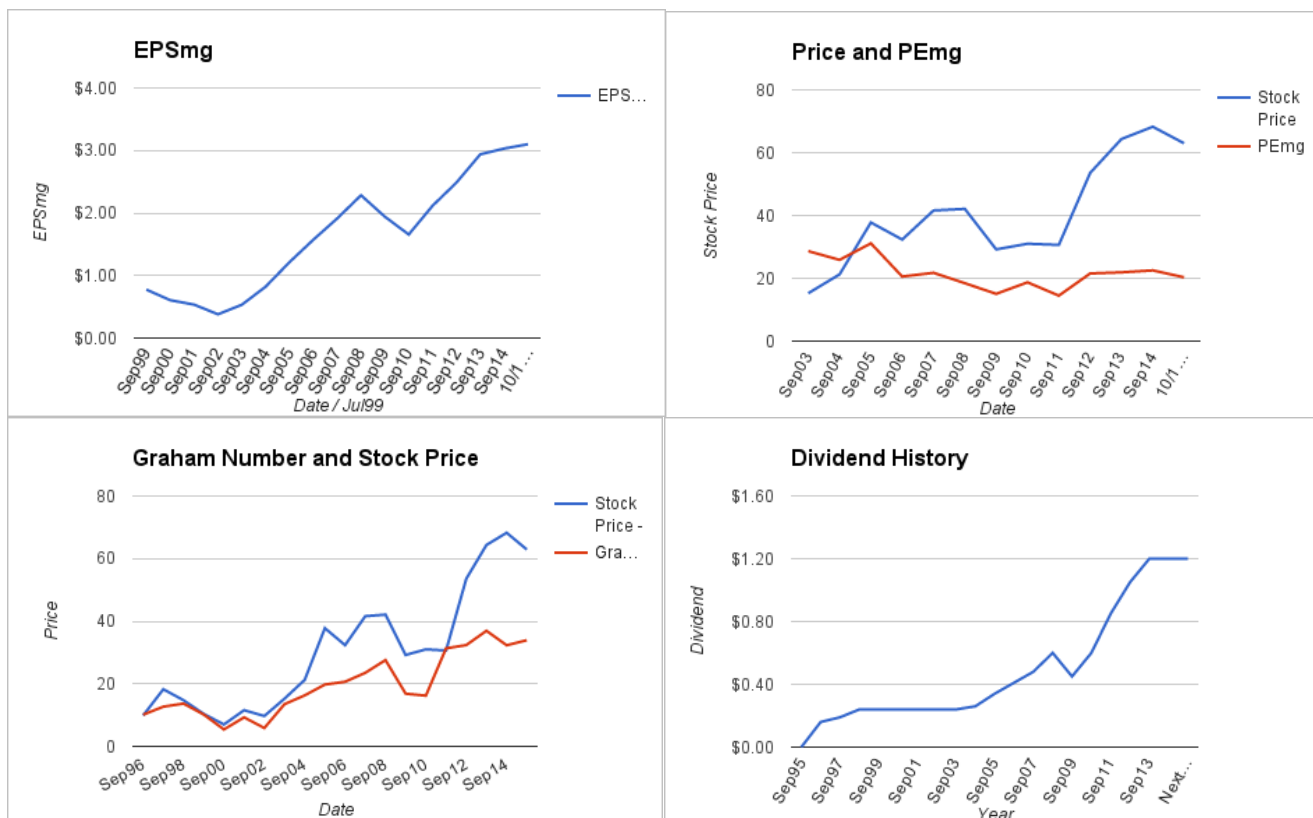 EPSmg
$4.00
$3.00
$2.00
$1.00
$0.00
EPSmg
EPS...
Sep99
Sep00
Sep01
Sep02
Sep03
Sep04
Sep05
Sep06
Sep07
Sep08
Sep09
Sep10
Sep11
Sep12
Sep13
Sep14
10/1 ...
Date / Jul99
Price and PEmg
80
60
40
20
0
Stock Price
Stock
Price
PEmg
Sep03
Sep04
Sep05
Sep06
Sep07
Sep08
Sep09
Sep10
Sep11
Sep12
Sep13
Sep14
10/1 ...
Date
Graham Number and Stock Price
80
60
40
20
0
Price
Stock
Price -
Gra...
Sep96
Sep98
Sep00
Sep02
Sep04
Sep06
Sep08
Sep10
Sep12
Sep14
Date
Dividend History
$1.60
$1.20
$0.80
$0.40
$0.00
Dividend
Sep95
Sep97
Sep99
Sep01
Sep03
Sep05
Sep07
Sep09
Sep11
Sep13
Next...
Year